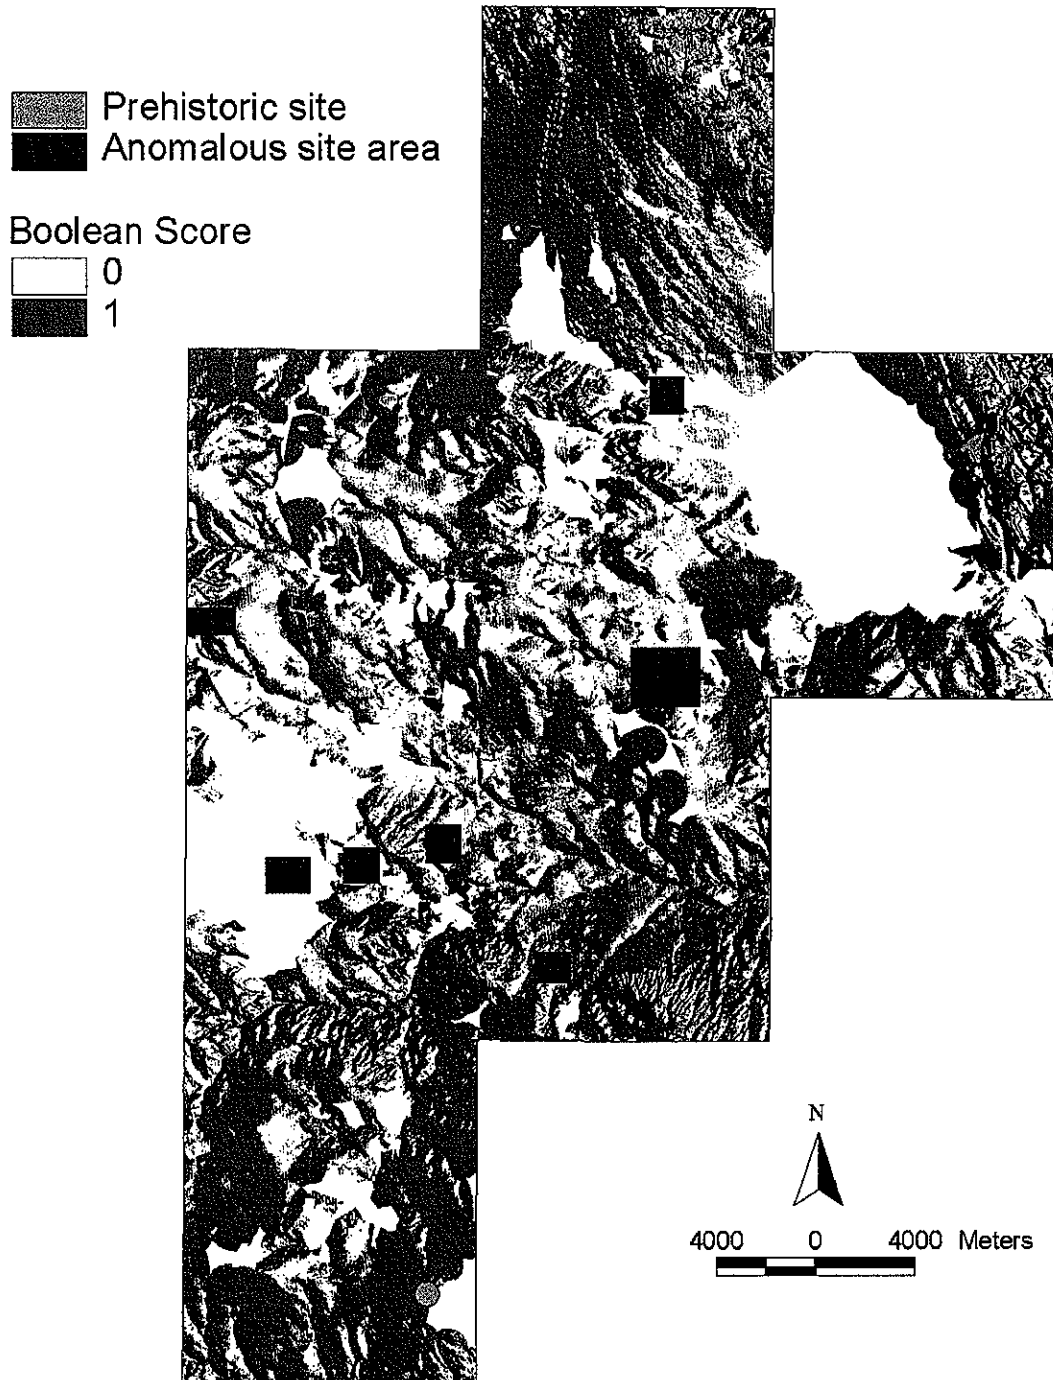 Prehistoric site
Anomalous site area
Boolean Score
0
1
N
4000 0 4000 Meters